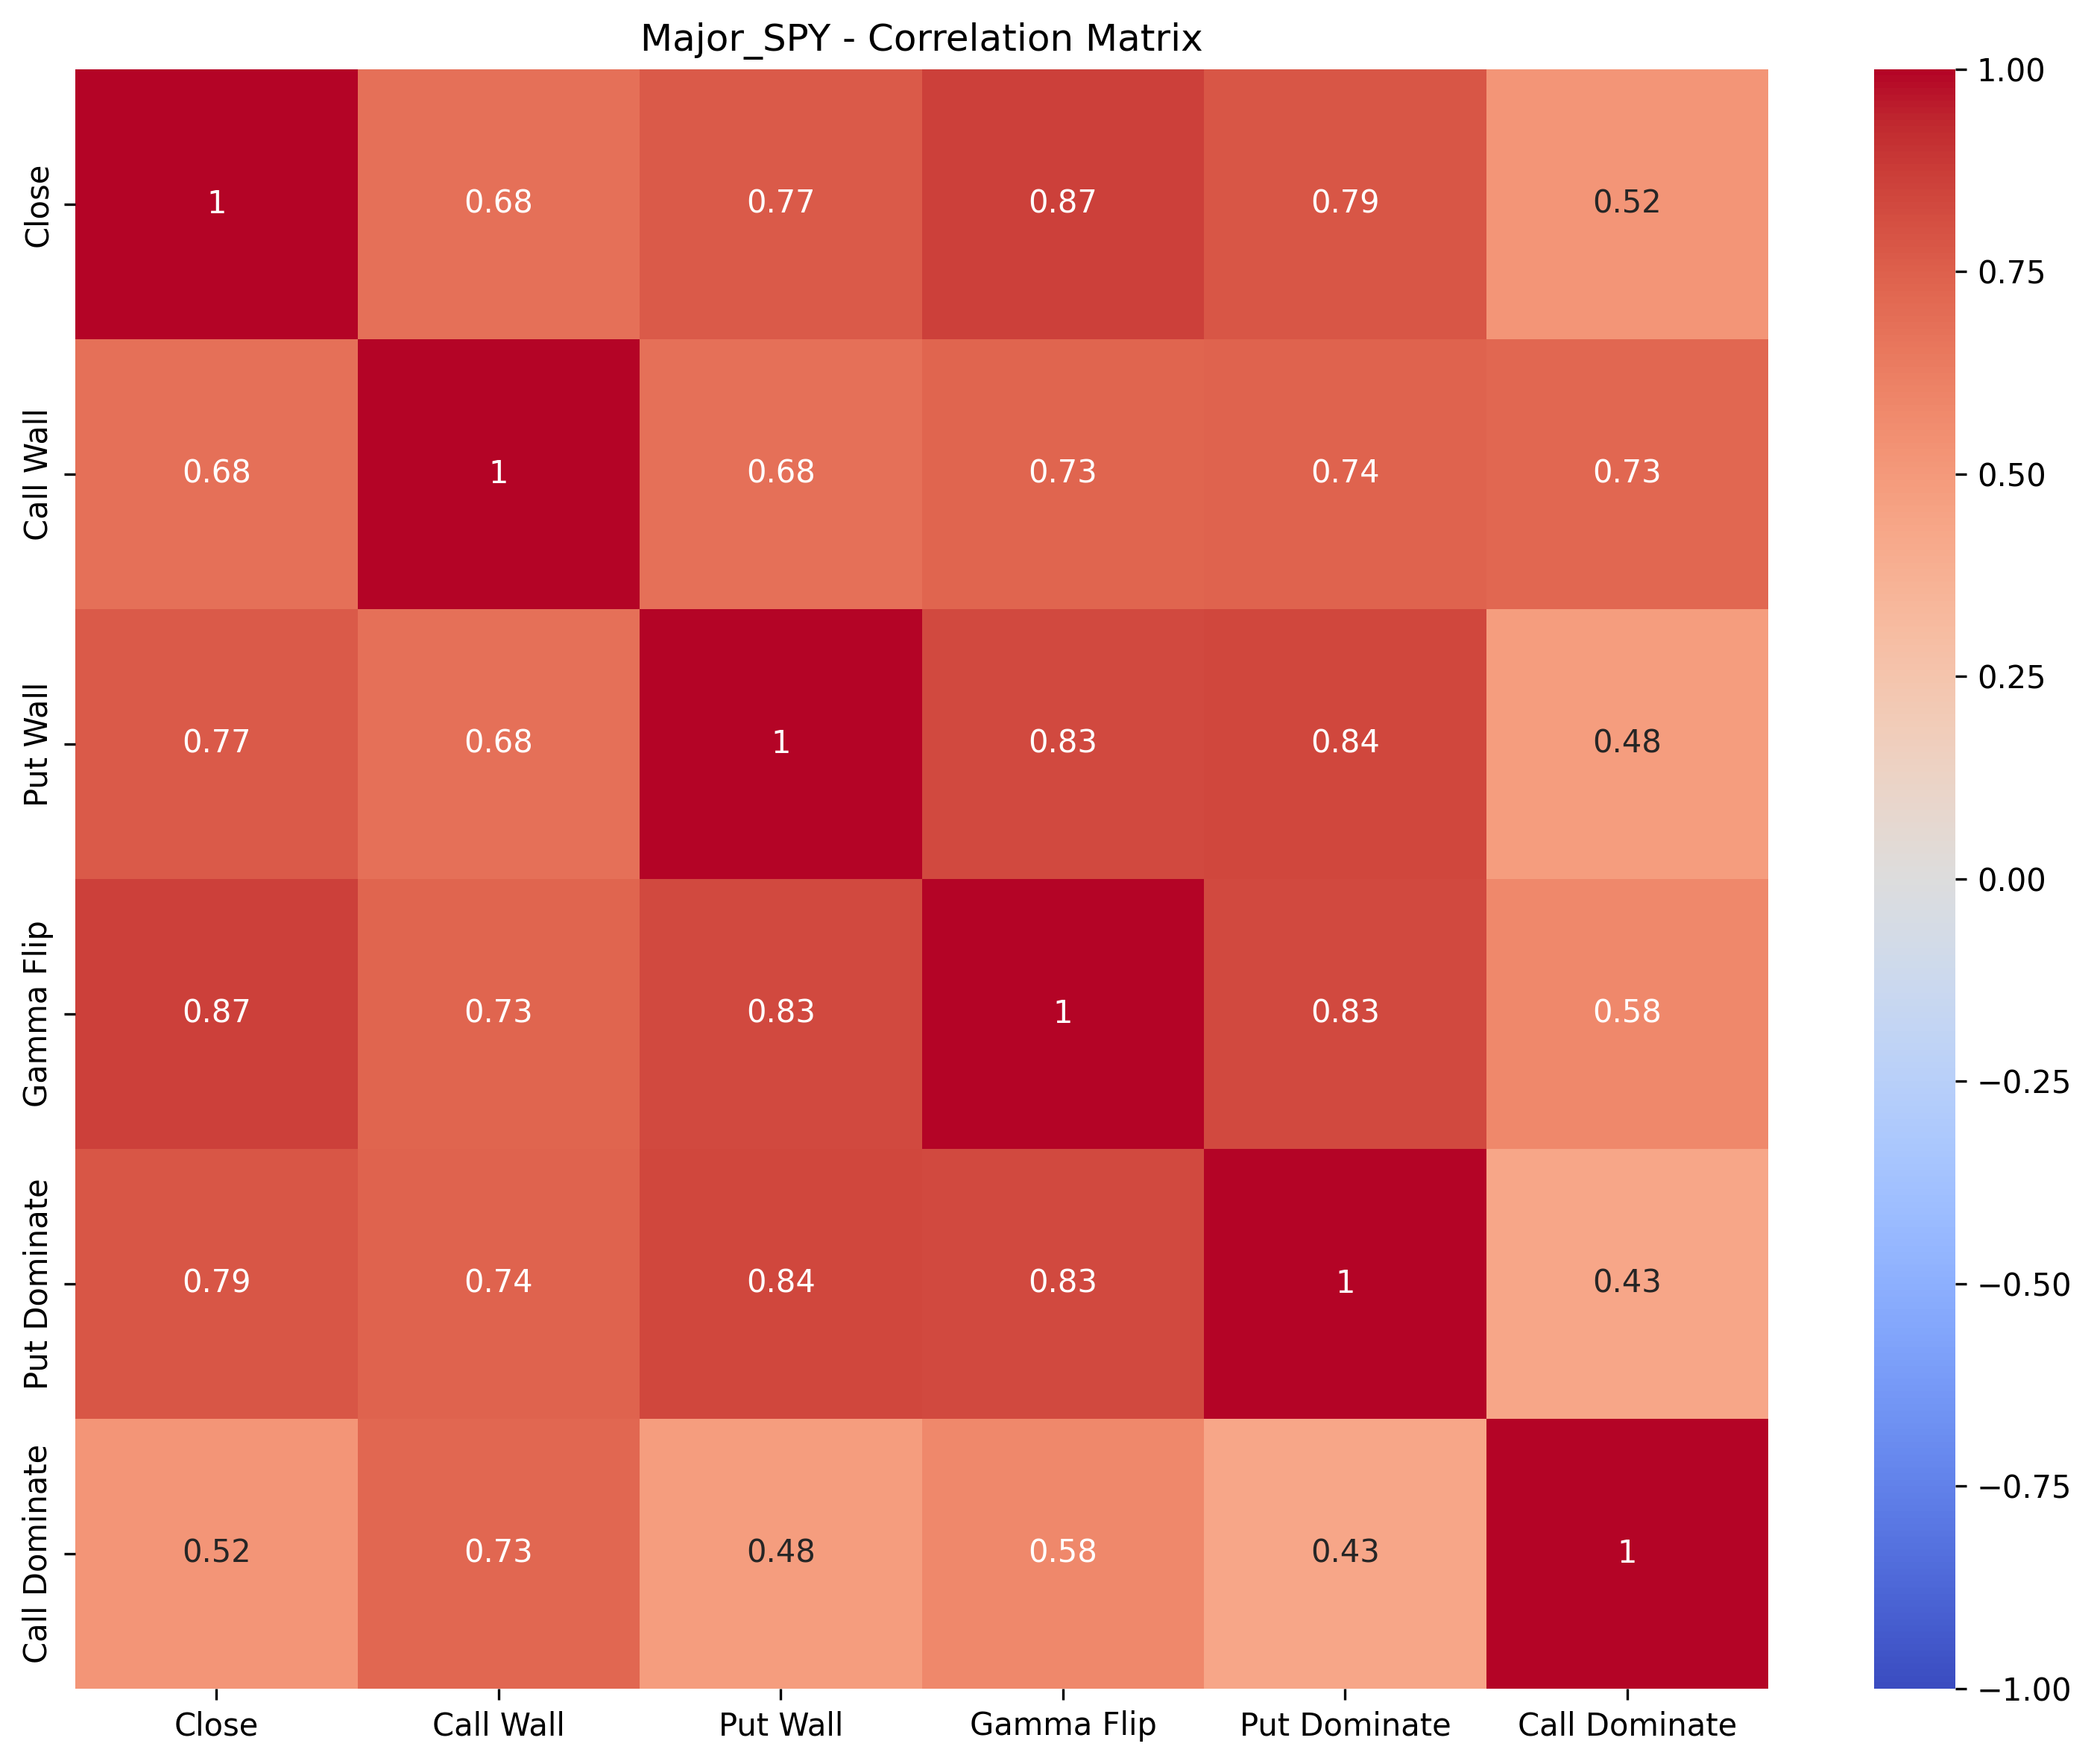 Major_SPY - Correlation Matrix
Close 1 0.68 0.77 0.87 0.79 0.52
Call Wall 0.68 1 0.68 0.73 0.74 0.73
Put Wall 0.77 0.68 1 0.83 0.84 0.48
Gamma Flip 0.87 0.73 0.83 1 0.83 0.58
Put Dominate 0.79 0.74 0.84 0.83 1 0.43
Call Dominate 0.52 0.73 0.48 0.58 0.43 1
Close Call Wall Put Wall Gamma Flip Put Dominate Call Dominate
1.00
0.75
0.50
0.25
0.00
−0.25
−0.50
−0.75
−1.00